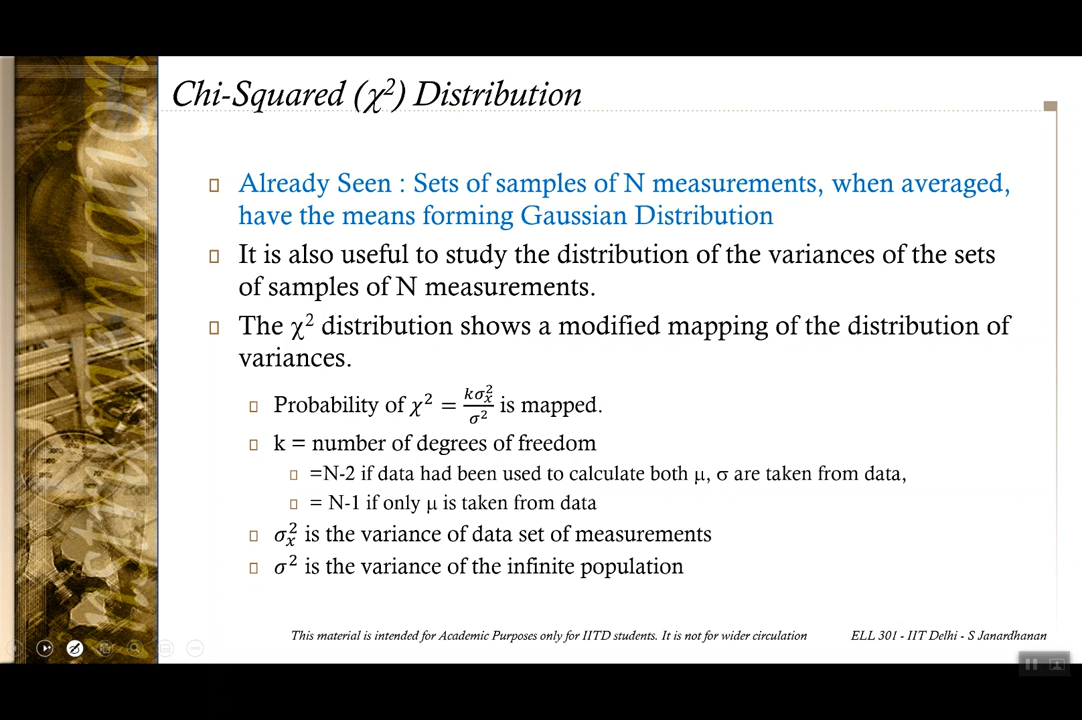 Chi-Squared (χ²) Distribution
Already Seen : Sets of samples of N measurements, when averaged,
have the means forming Gaussian Distribution
It is also useful to study the distribution of the variances of the sets
of samples of N measurements.
The χ² distribution shows a modified mapping of the distribution of
variances.
Probability of χ² = kσₓ²/σ² is mapped.
k = number of degrees of freedom
=N-2 if data had been used to calculate both μ, σ are taken from data,
= N-1 if only μ is taken from data
σₓ² is the variance of data set of measurements
σ² is the variance of the infinite population
This material is intended for Academic Purposes only for IITD students. It is not for wider circulation
ELL 301 - IIT Delhi - S Janardhanan